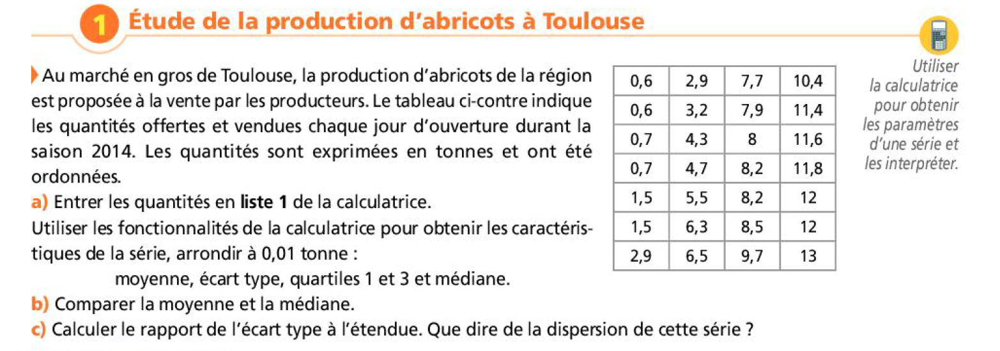 1 Étude de la production d'abricots à Toulouse
Au marché en gros de Toulouse, la production d'abricots de la région
est proposée à la vente par les producteurs. Le tableau ci-contre indique
les quantités offertes et vendues chaque jour d'ouverture durant la
saison 2014. Les quantités sont exprimées en tonnes et ont été
ordonnées.
a) Entrer les quantités en liste 1 de la calculatrice.
Utiliser les fonctionnalités de la calculatrice pour obtenir les caractéris-
tiques de la série, arrondir à 0,01 tonne :
moyenne, écart type, quartiles 1 et 3 et médiane.
b) Comparer la moyenne et la médiane.
c) Calculer le rapport de l'écart type à l'étendue. Que dire de la dispersion de cette série ?
0,6 2,9 7,7 10,4
0,6 3,2 7,9 11,4
0,7 4,3 8 11,6
0,7 4,7 8,2 11,8
1,5 5,5 8,2 12
1,5 6,3 8,5 12
2,9 6,5 9,7 13
Utiliser
la calculatrice
pour obtenir
les paramètres
d'une série et
les interpréter.